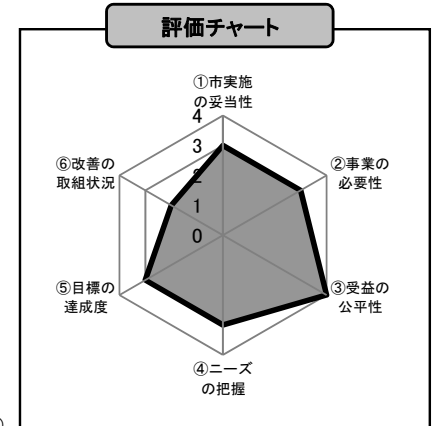 評価チャート
①市実施
の妥当性
4
3
2
1
0
②事業の
必要性
③受益の
公平性
④ニーズ
の把握
⑤目標の
達成度
⑥改善の
取組状況